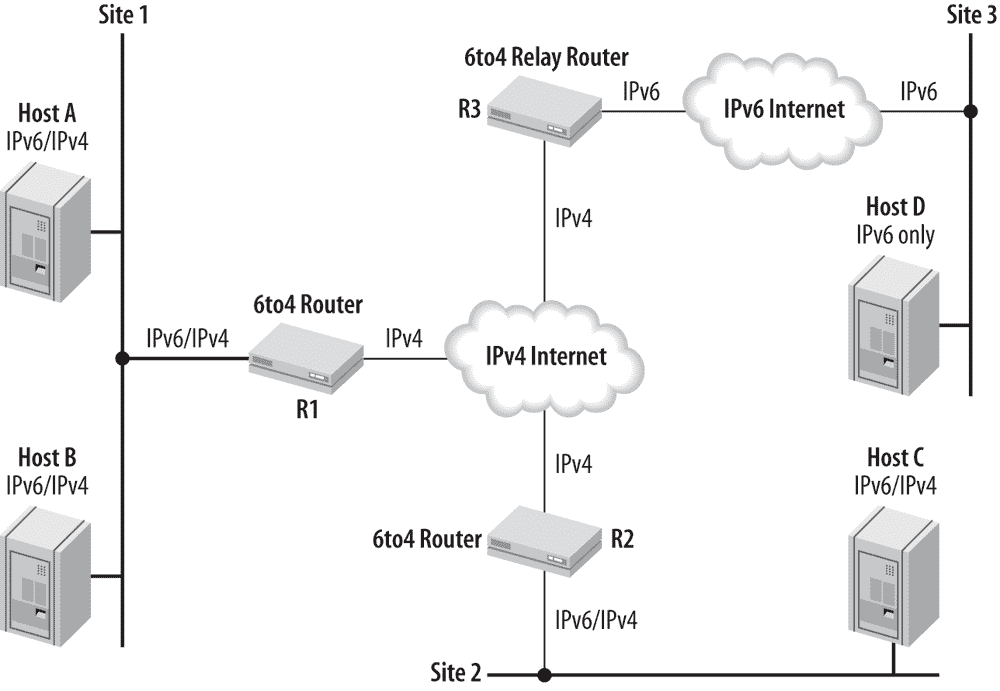 Site 1
Site 3
6to4 Relay Router
R3
IPv6
IPv6 Internet
IPv6
Host A
IPv6/IPv4
IPv4
Host D
IPv6 only
6to4 Router
IPv6/IPv4
IPv4
IPv4 Internet
R1
Host B
IPv6/IPv4
IPv4
Host C
IPv6/IPv4
6to4 Router
R2
IPv6/IPv4
Site 2